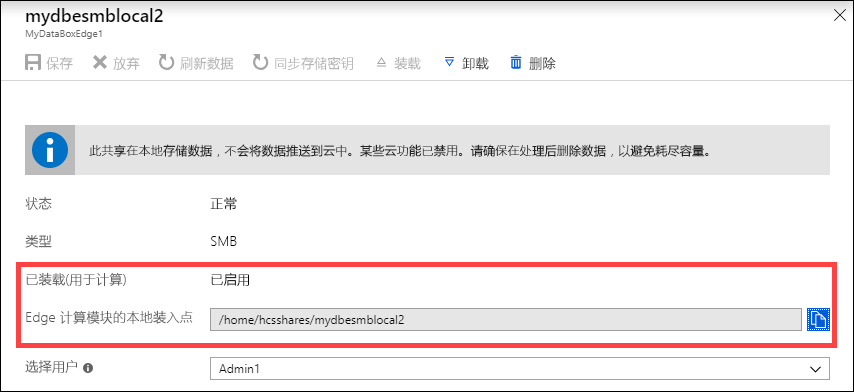 mydbesmblocal2
MyDataBoxEdge1
保存 放弃 刷新数据 同步存储密钥 装载 卸载 删除
此共享在本地存储数据，不会将数据推送到云中。某些云功能已禁用。请确保在处理后删除数据，以避免耗尽容量。
状态 正常
类型 SMB
已装载(用于计算) 已启用
Edge 计算模块的本地装入点 /home/hcsshares/mydbesmblocal2
选择用户 Admin1